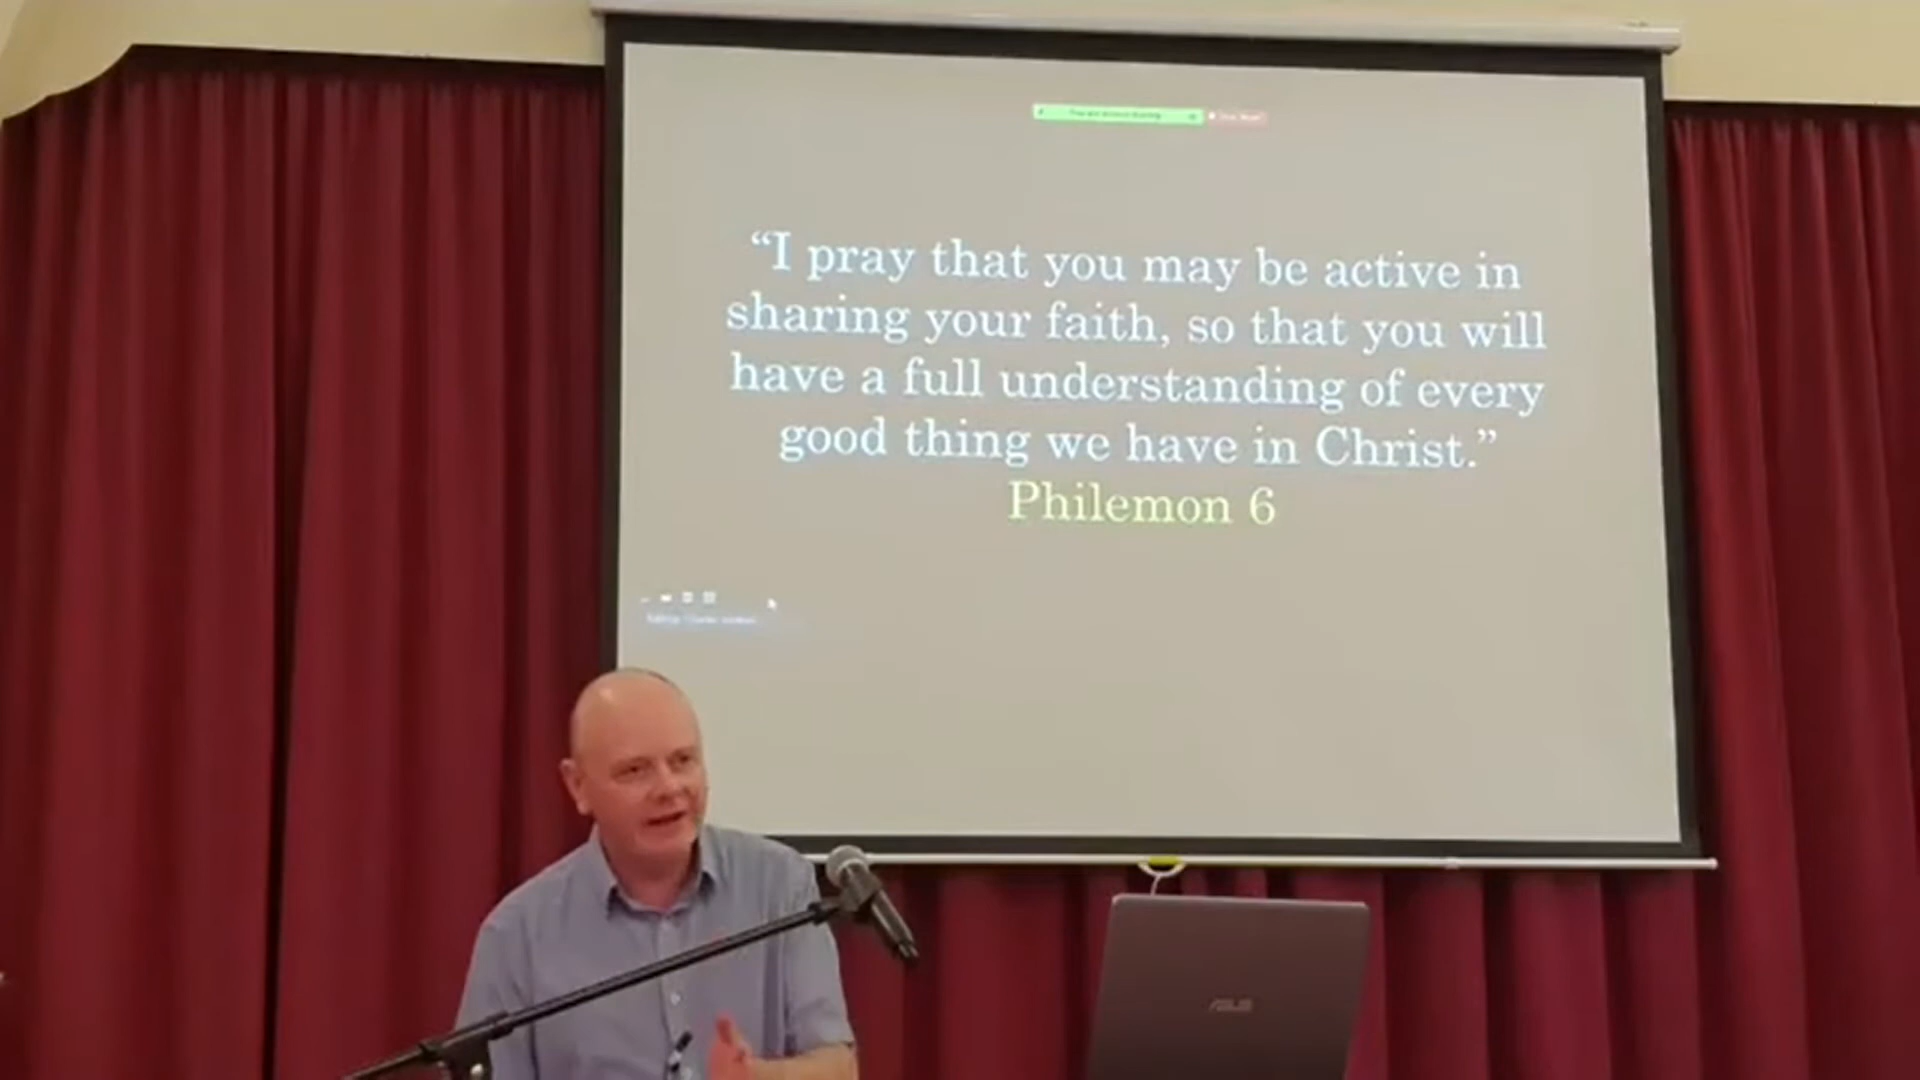 “I pray that you may be active in
sharing your faith, so that you will
have a full understanding of every
good thing we have in Christ.”
Philemon 6
ASUS